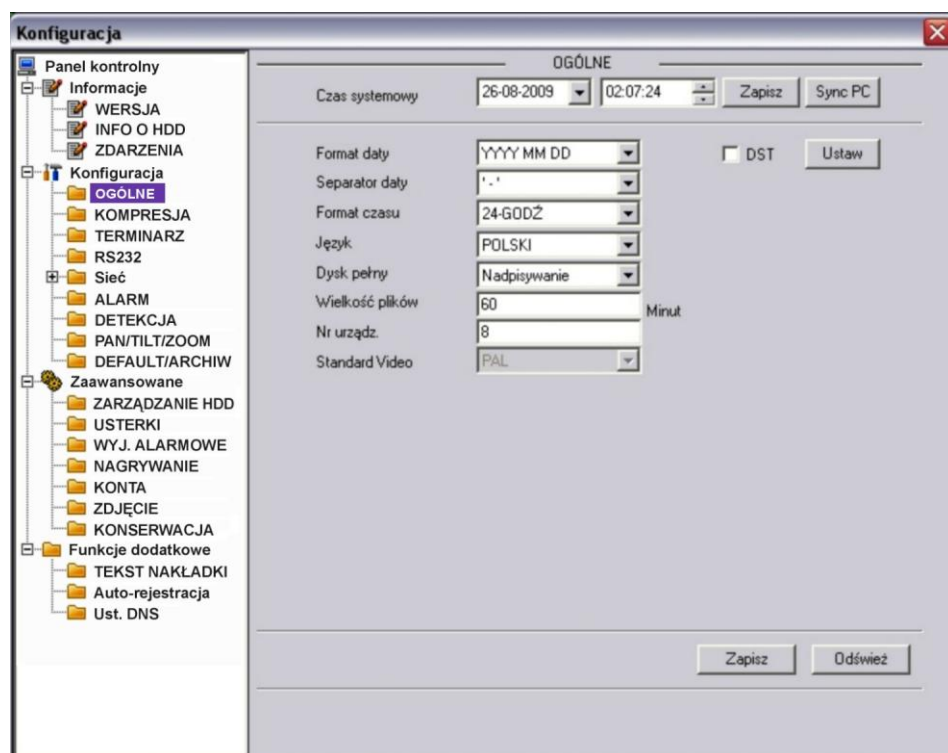 Konfiguracja
Panel kontrolny
Informacje
WERSJA
INFO O HDD
ZDARZENIA
Konfiguracja
OGÓLNE
KOMPRESJA
TERMINARZ
RS232
Sieć
ALARM
DETEKCJA
PAN/TILT/ZOOM
DEFAULT/ARCHIW
Zaawansowane
ZARZĄDZANIE HDD
USTERKI
WYJ. ALARMOWE
NAGRYWANIE
KONTA
ZDJĘCIE
KONSERWACJA
Funkcje dodatkowe
TEKST NAKŁADKI
Auto-rejestracja
Ust. DNS
OGÓLNE
Czas systemowy 26-08-2009 02:07:24 Zapisz Sync PC
Format daty YYYY MM DD DST Ustaw
Separator daty '-'
Format czasu 24-GODŹ
Język POLSKI
Dysk pełny Nadpisywanie
Wielkość plików 60 Minut
Nr urządz. 8
Standard Video PAL
Zapisz Odśwież